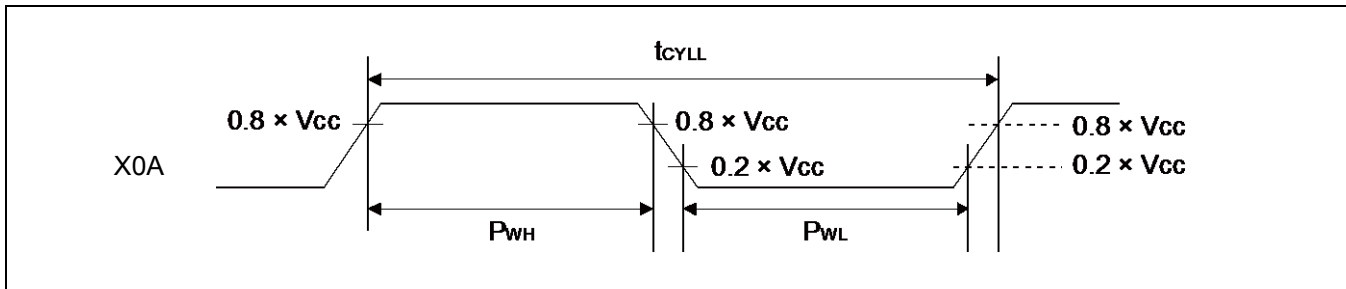 tCYLL
0.8 × Vcc 0.8 × Vcc 0.8 × Vcc
X0A 0.2 × Vcc 0.2 × Vcc
PWH PWL